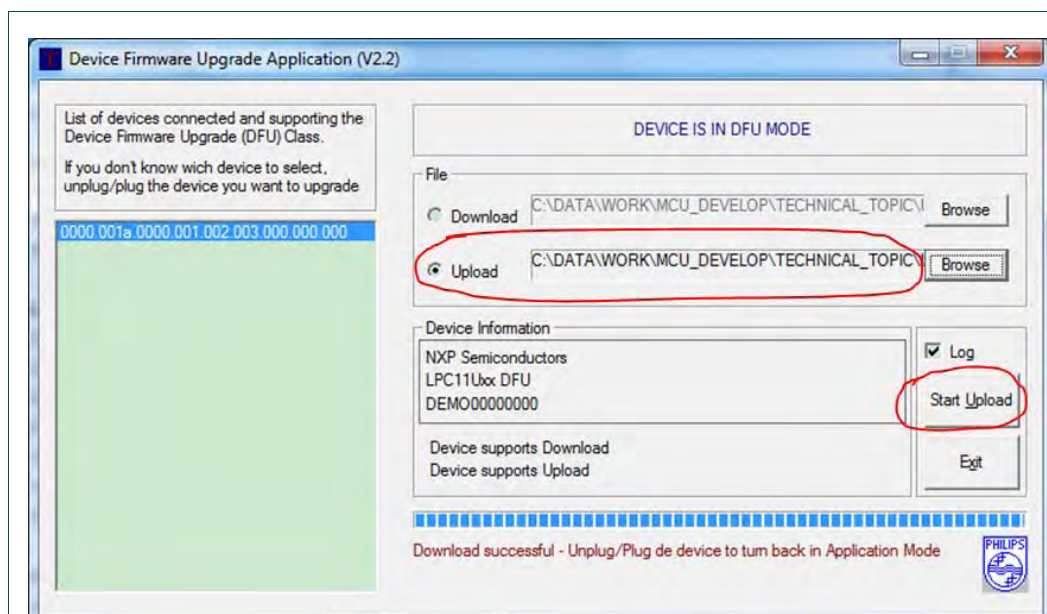 Device Firmware Upgrade Application (V2.2)
List of devices connected and supporting the
Device Firmware Upgrade (DFU) Class.
If you don't know wich device to select,
unplug/plug the device you want to upgrade
0000.001a.0000.001.002.003.000.000.000
DEVICE IS IN DFU MODE
File
Download C:\DATA\WORK\MCU_DEVELOP\TECHNICAL_TOPIC\ Browse
Upload C:\DATA\WORK\MCU_DEVELOP\TECHNICAL_TOPIC\ Browse
Device Information
NXP Semiconductors
LPC11Uxx DFU
DEMO00000000
Device supports Download
Device supports Upload
Log
Start Upload
Exit
Download successful - Unplug/Plug de device to turn back in Application Mode
PHILIPS